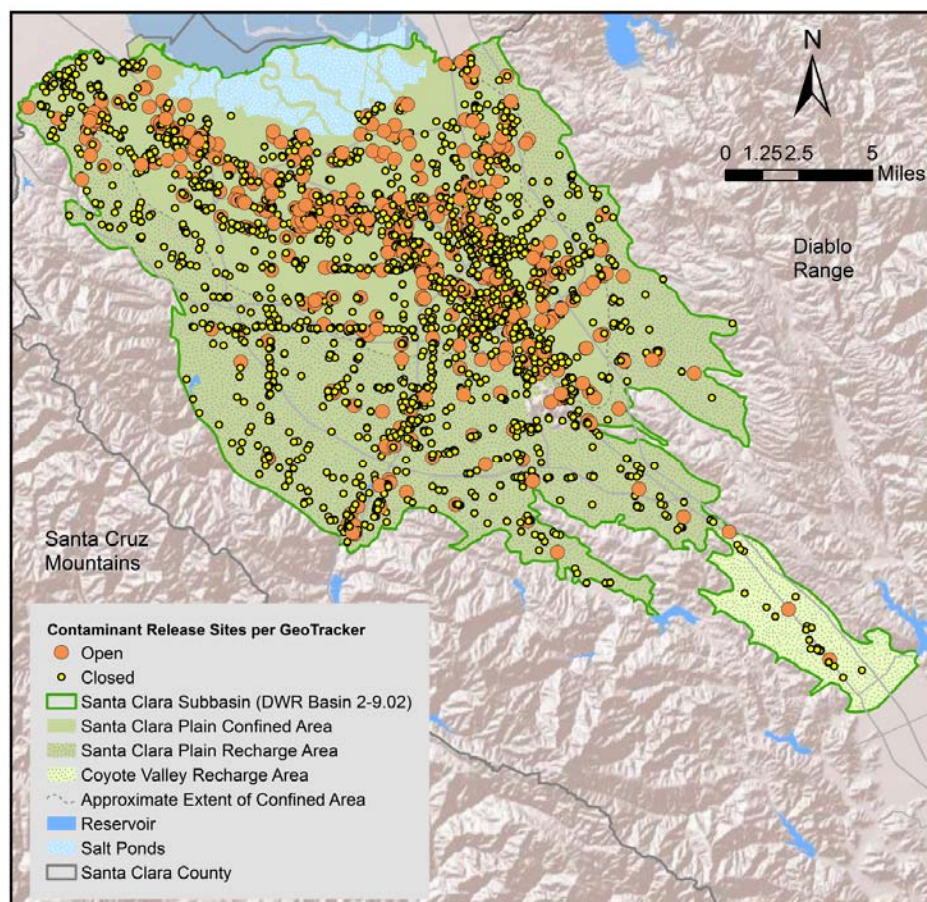 N
0 1.25 2.5 5
Miles
Diablo
Range
Santa Cruz
Mountains
Contaminant Release Sites per GeoTracker
Open
Closed
Santa Clara Subbasin (DWR Basin 2-9.02)
Santa Clara Plain Confined Area
Santa Clara Plain Recharge Area
Coyote Valley Recharge Area
Approximate Extent of Confined Area
Reservoir
Salt Ponds
Santa Clara County